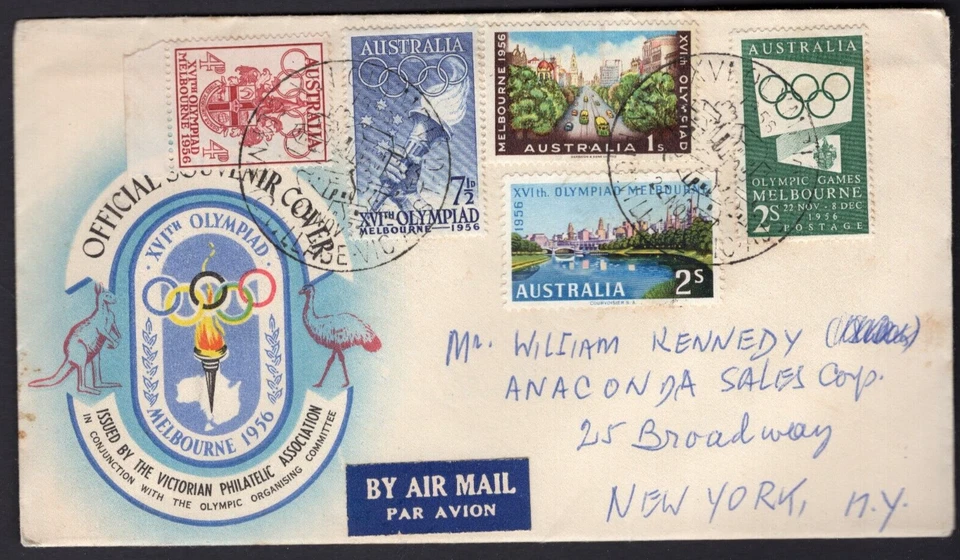 4D 4D
XVITH OLYMPIAD
MELBOURNE 1956
AUSTRALIA
AUSTRALIA
7½D
XVITH OLYMPIAD
MELBOURNE 1956
MELBOURNE 1956
XVIth OLYMPIAD
AUSTRALIA 1S
XVIth OLYMPIAD MELBOURNE
1956
AUSTRALIA 2S
AUSTRALIA
OLYMPIC GAMES
MELBOURNE
2S 22 NOV - 8 DEC
1956
POSTAGE
OFFICIAL SOUVENIR COVER
XVITH OLYMPIAD
MELBOURNE 1956
ISSUED BY THE VICTORIAN PHILATELIC ASSOCIATION
IN CONJUNCTION WITH THE OLYMPIC ORGANISING COMMITTEE
Mr. WILLIAM KENNEDY
ANACONDA SALES Corp.
25 Broadway
NEW YORK, N.Y.
BY AIR MAIL
PAR AVION